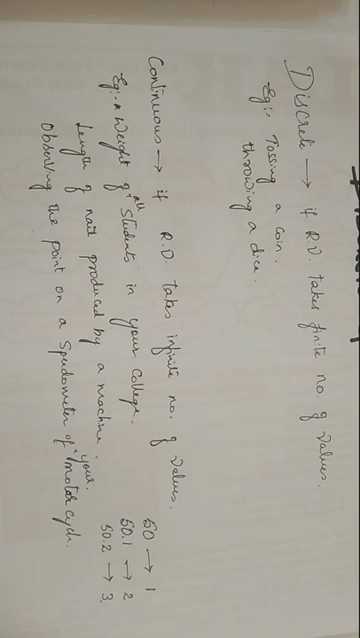 Discrete → if R.V. takes finite no. of values.
Eg:- Tossing a coin.
throwing a dice.
Continuous → if R.V. takes infinite no. of values.
Eg:- Weight of all Students in your College.
Length of nail produced by a machine.
Observing the point on a Speedometer of your motor cycle.
50 → 1
50.1 → 2
50.2 → 3.